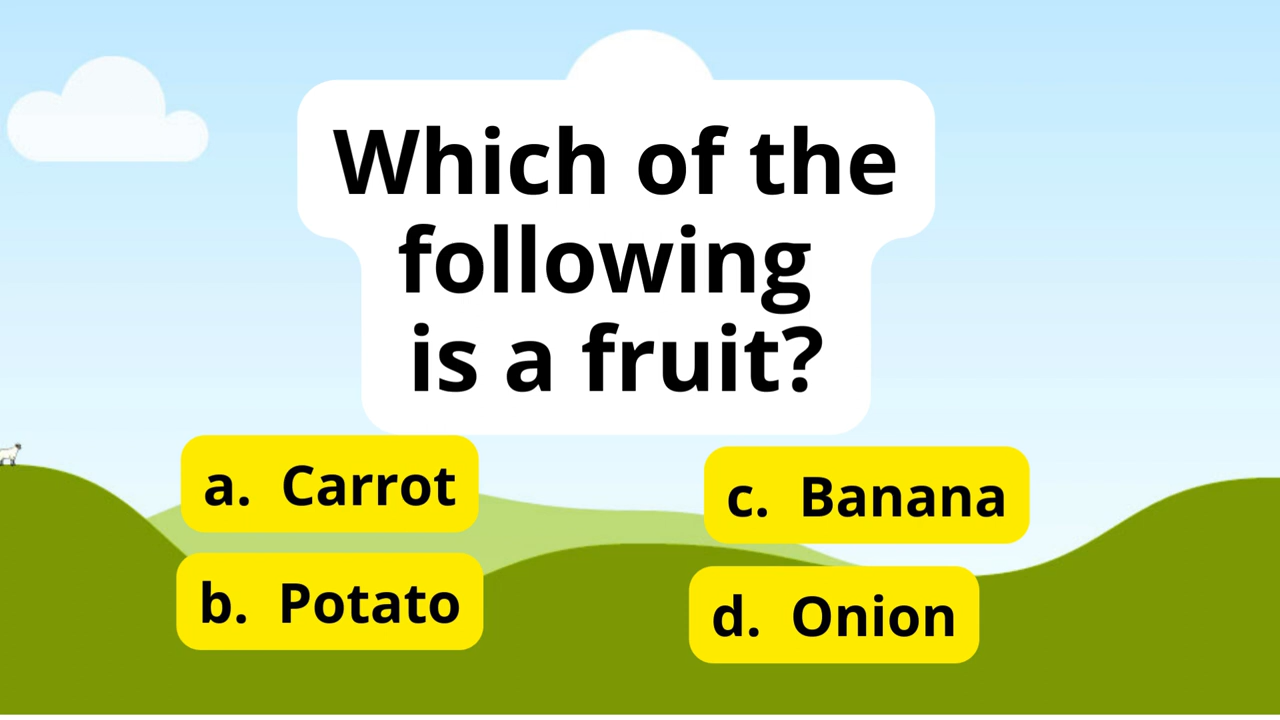 Which of the
following
is a fruit?
a. Carrot
b. Potato
c. Banana
d. Onion